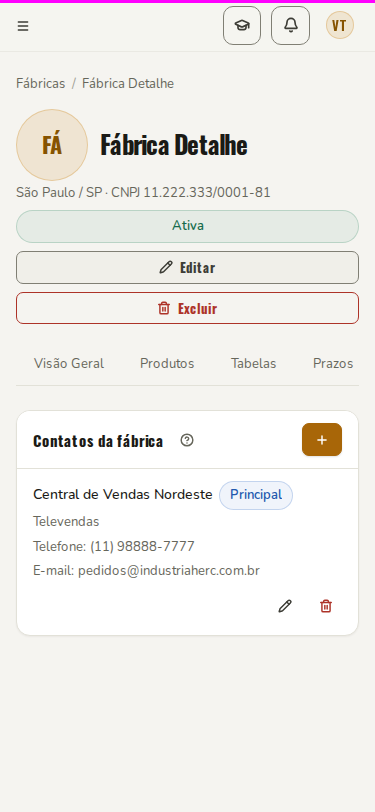 VT
Fábricas / Fábrica Detalhe
FÁ
Fábrica Detalhe
São Paulo / SP · CNPJ 11.222.333/0001-81
Ativa
Editar
Excluir
Visão Geral Produtos Tabelas Prazos
Contatos da fábrica
Central de Vendas Nordeste Principal
Televendas
Telefone: (11) 98888-7777
E-mail: pedidos@industriaherc.com.br